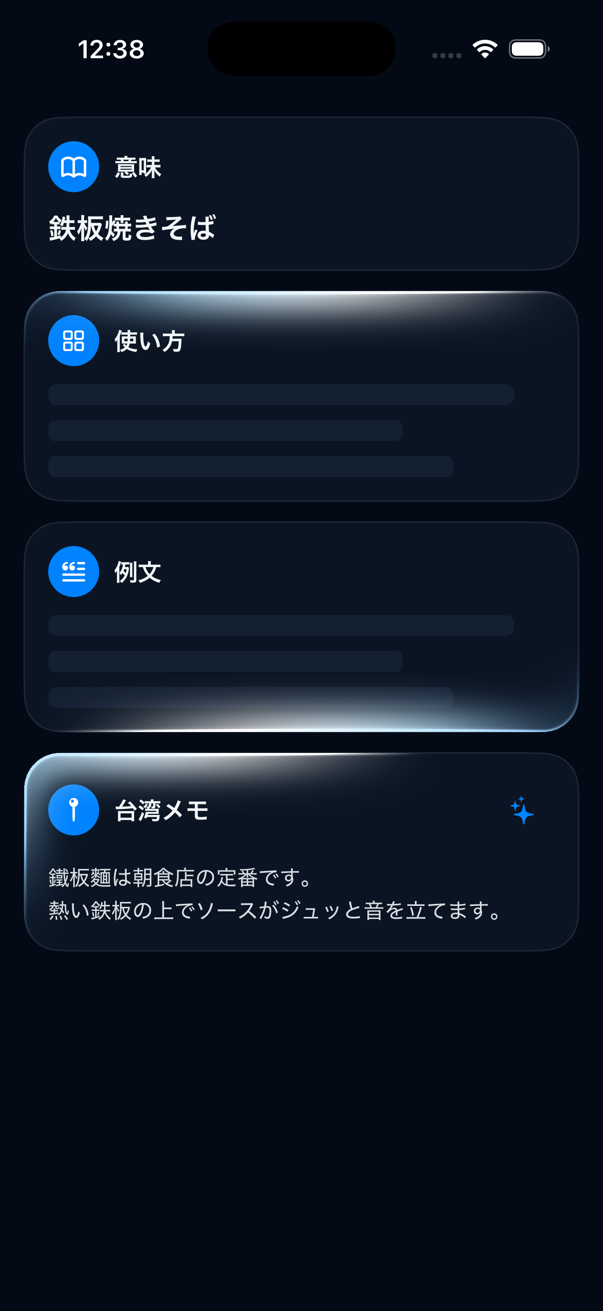 12:38
意味
鉄板焼きそば
使い方
例文
台湾メモ
鐵板麵は朝食店の定番です。
熱い鉄板の上でソースがジュッと音を立てます。